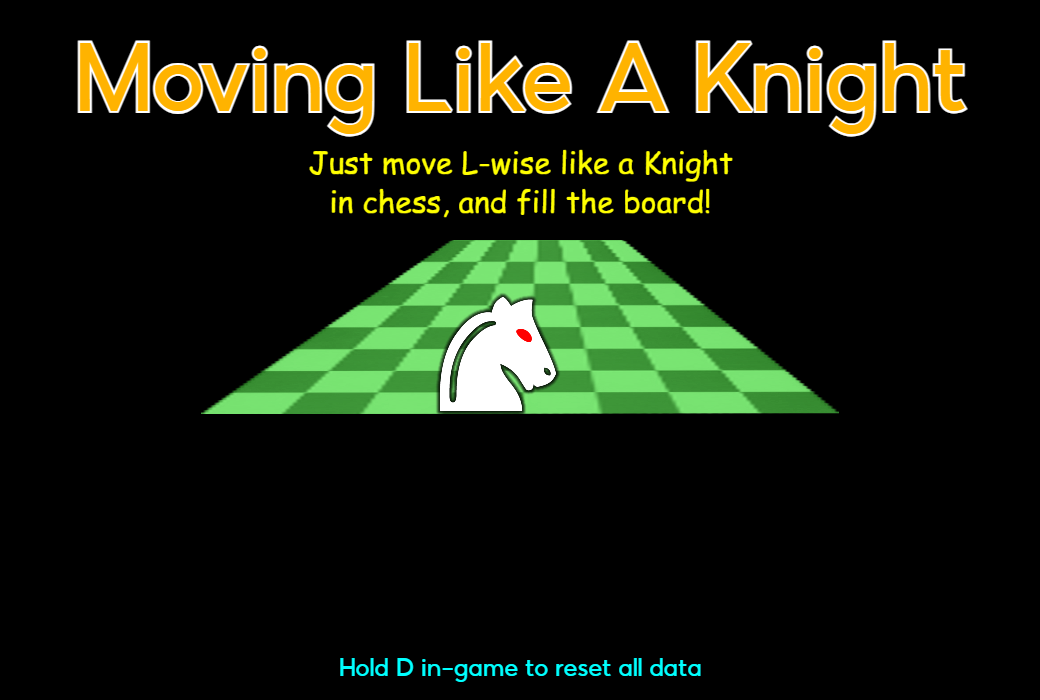 Moving Like A Knight
Just move L-wise like a Knight
in chess, and fill the board!
Hold D in-game to reset all data